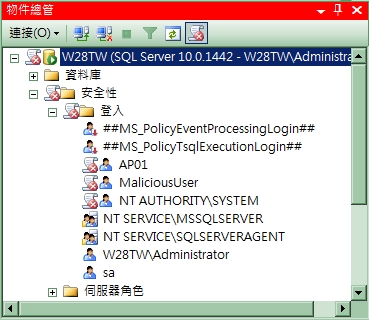 物件總管
連接(O)
W28TW (SQL Server 10.0.1442 - W28TW\Administra
資料庫
安全性
登入
##MS_PolicyEventProcessingLogin##
##MS_PolicyTsqlExecutionLogin##
AP01
MaliciousUser
NT AUTHORITY\SYSTEM
NT SERVICE\MSSQLSERVER
NT SERVICE\SQLSERVERAGENT
W28TW\Administrator
sa
伺服器角色